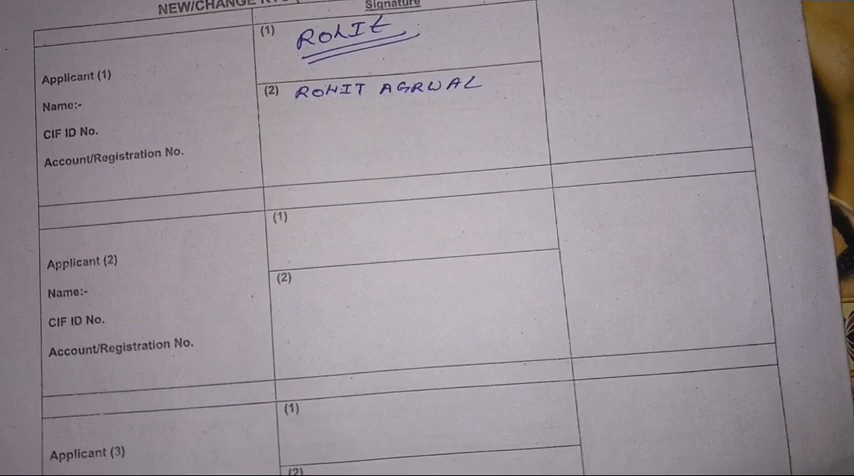 NEW/CHANGE
Signature
(1) ROhIt
Applicant (1)
(2) ROHIT AGRWAL
Name:-
CIF ID No.
Account/Registration No.
(1)
Applicant (2)
(2)
Name:-
CIF ID No.
Account/Registration No.
(1)
Applicant (3)
(2)